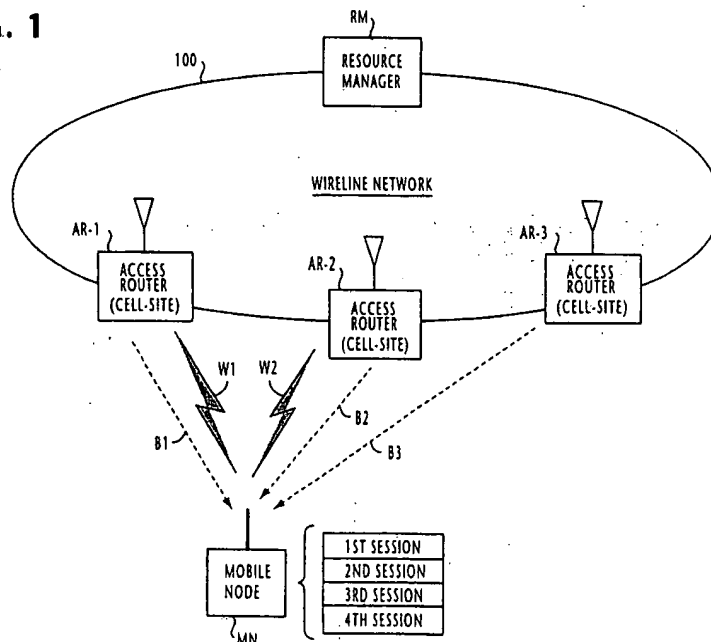 . 1
RM
RESOURCE
MANAGER
100
WIRELINE NETWORK
AR-1
ACCESS
ROUTER
(CELL-SITE)
AR-2
ACCESS
ROUTER
(CELL-SITE)
AR-3
ACCESS
ROUTER
(CELL-SITE)
W1
W2
B1
B2
B3
MOBILE
NODE
MN
1ST SESSION
2ND SESSION
3RD SESSION
4TH SESSION